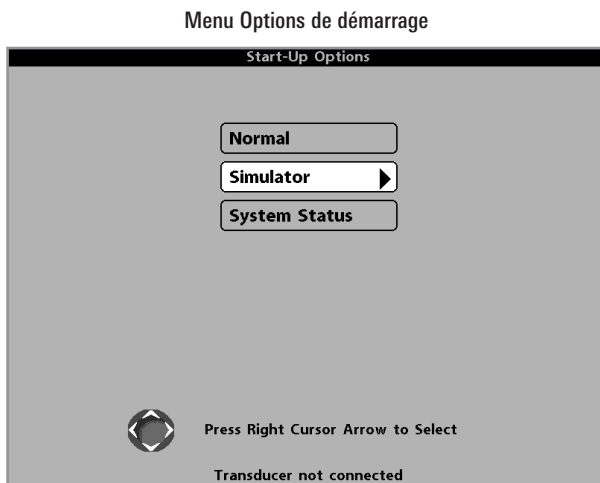 Menu Options de démarrage
Start-Up Options
Normal
Simulator
System Status
Press Right Cursor Arrow to Select
Transducer not connected